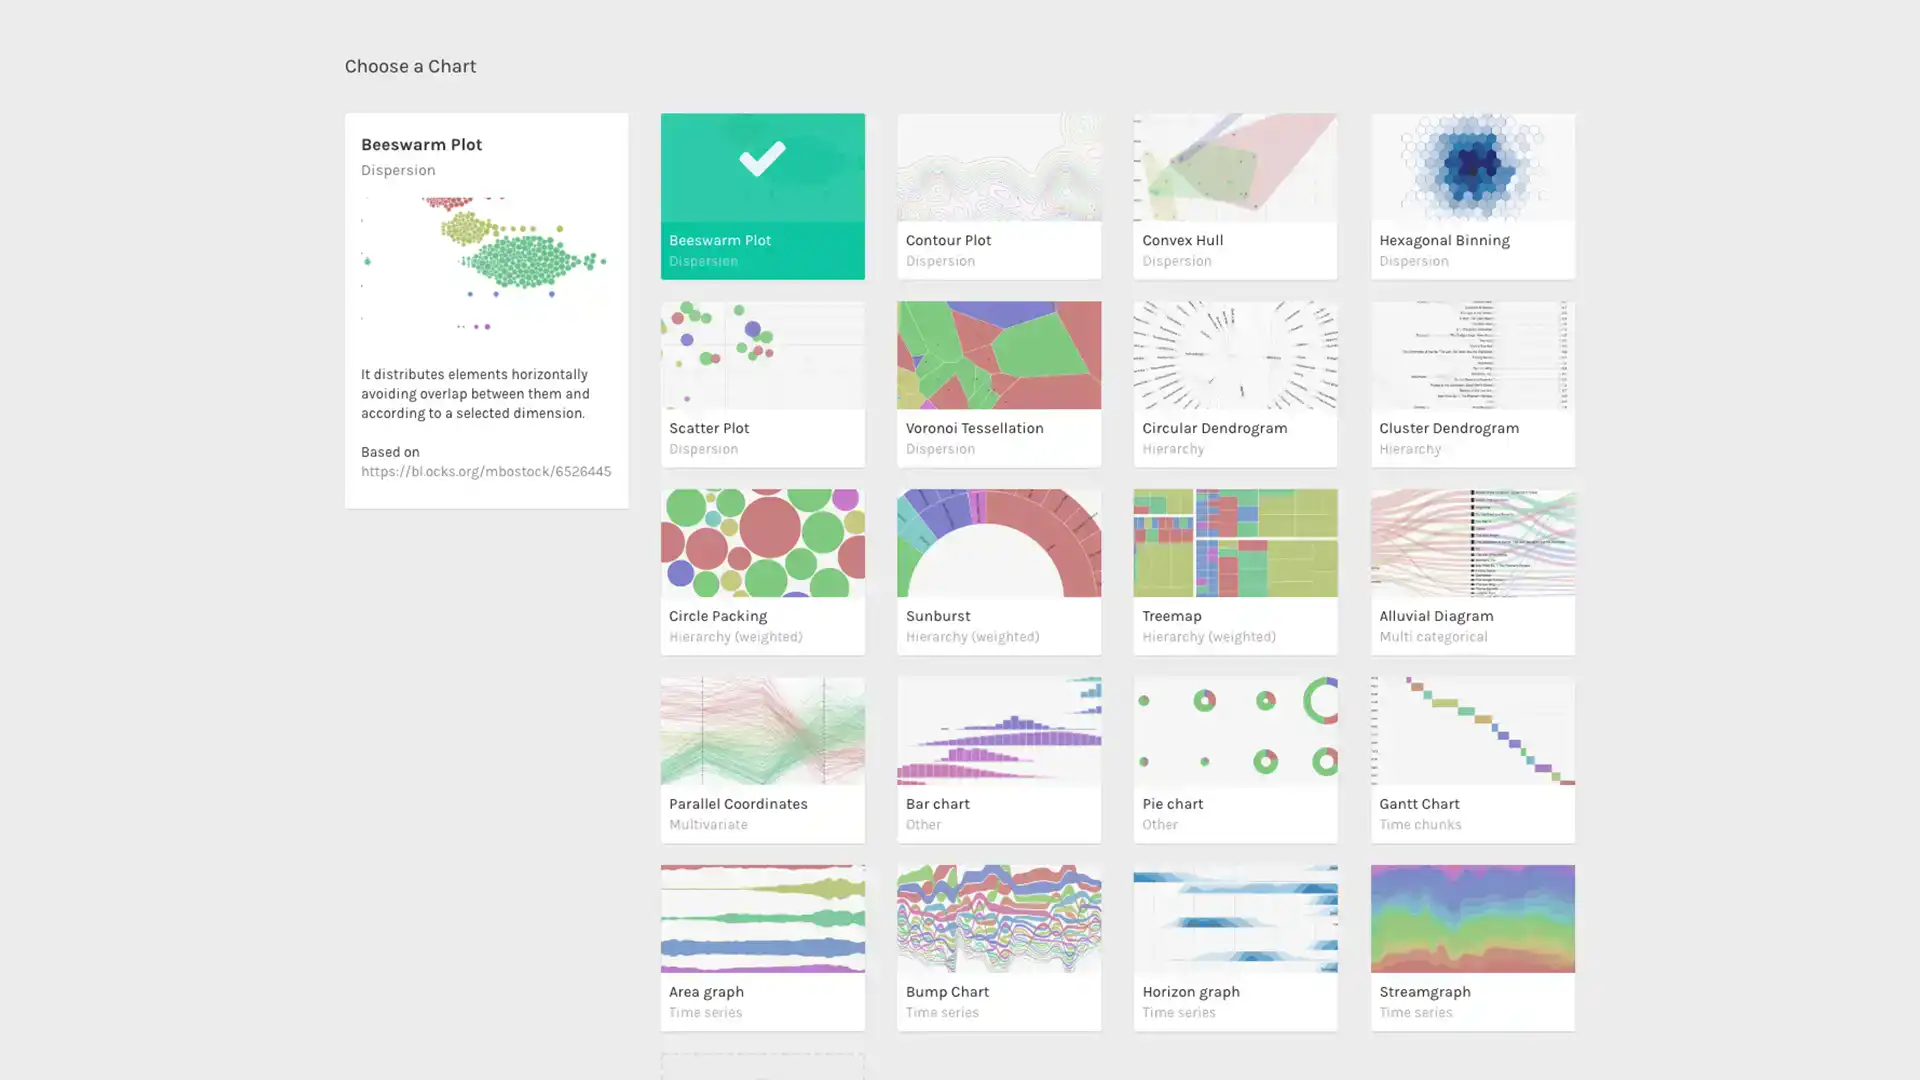 Choose a Chart
Beeswarm Plot
Dispersion
It distributes elements horizontally
avoiding overlap between them and
according to a selected dimension.
Based on
https://bl.ocks.org/mbostock/6526445
Beeswarm Plot
Dispersion
Contour Plot
Dispersion
Convex Hull
Dispersion
Hexagonal Binning
Dispersion
Scatter Plot
Dispersion
Voronoi Tessellation
Dispersion
Circular Dendrogram
Hierarchy
Cluster Dendrogram
Hierarchy
Circle Packing
Hierarchy (weighted)
Sunburst
Hierarchy (weighted)
Treemap
Hierarchy (weighted)
Alluvial Diagram
Multi categorical
Parallel Coordinates
Multivariate
Bar chart
Other
Pie chart
Other
Gantt Chart
Time chunks
Area graph
Time series
Bump Chart
Time series
Horizon graph
Time series
Streamgraph
Time series